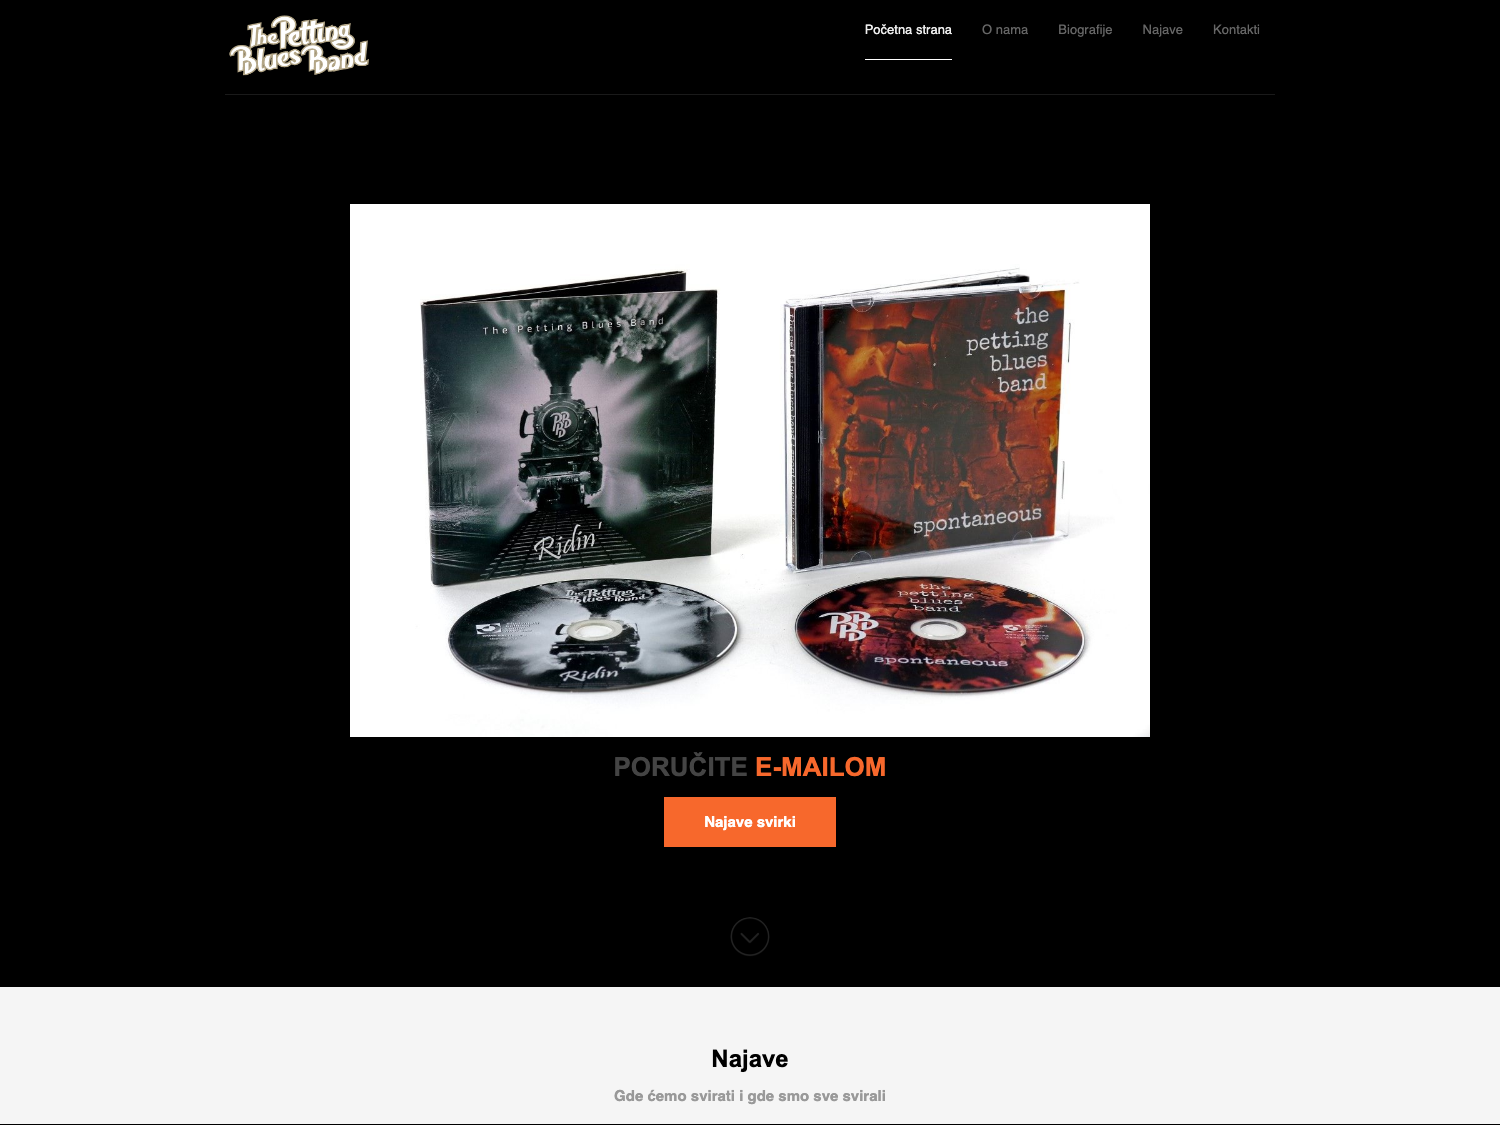 The Petting
Blues Band
Početna strana
O nama
Biografije
Najave
Kontakti
The Petting Blues Band
PBB
Ridin'
the
petting
blues
band
spontaneous
The Petting
Blues Band
Ridin'
the
petting
blues
band
PBB
spontaneous
PORUČITE E-MAILOM
Najave svirki
Najave
Gde ćemo svirati i gde smo sve svirali